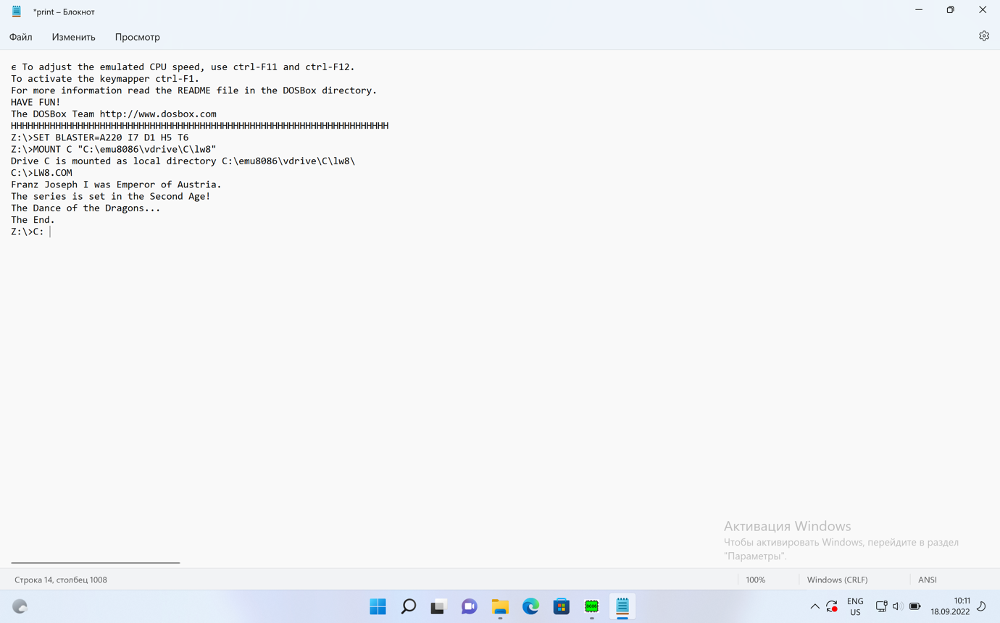 *print – Блокнот
Файл Изменить Просмотр
є To adjust the emulated CPU speed, use ctrl-F11 and ctrl-F12.
To activate the keymapper ctrl-F1.
For more information read the README file in the DOSBox directory.
HAVE FUN!
The DOSBox Team http://www.dosbox.com
HHHHHHHHHHHHHHHHHHHHHHHHHHHHHHHHHHHHHHHHHHHHHHHHHHHHHHHHHHHHHHHHHHHH
Z:\>SET BLASTER=A220 I7 D1 H5 T6
Z:\>MOUNT C "C:\emu8086\vdrive\C\lw8"
Drive C is mounted as local directory C:\emu8086\vdrive\C\lw8\
C:\>LW8.COM
Franz Joseph I was Emperor of Austria.
The series is set in the Second Age!
The Dance of the Dragons...
The End.
Z:\>C:
Активация Windows
Чтобы активировать Windows, перейдите в раздел
"Параметры".
Строка 14, столбец 1008 100% Windows (CRLF) ANSI
8086
ENG
US
10:11
18.09.2022